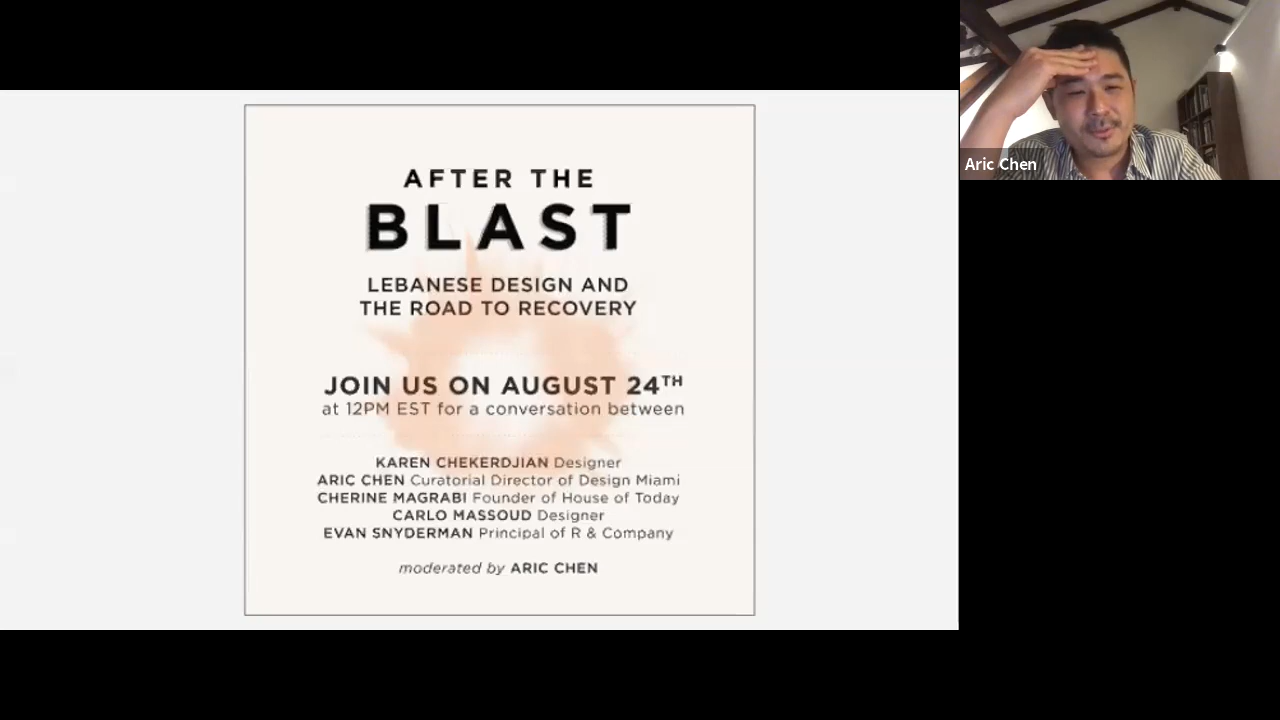 AFTER THE
BLAST
LEBANESE DESIGN AND
THE ROAD TO RECOVERY
JOIN US ON AUGUST 24TH
at 12PM EST for a conversation between
KAREN CHEKERDJIAN Designer
ARIC CHEN Curatorial Director of Design Miami
CHERINE MAGRABI Founder of House of Today
CARLO MASSOUD Designer
EVAN SNYDERMAN Principal of R & Company
moderated by ARIC CHEN
Aric Chen